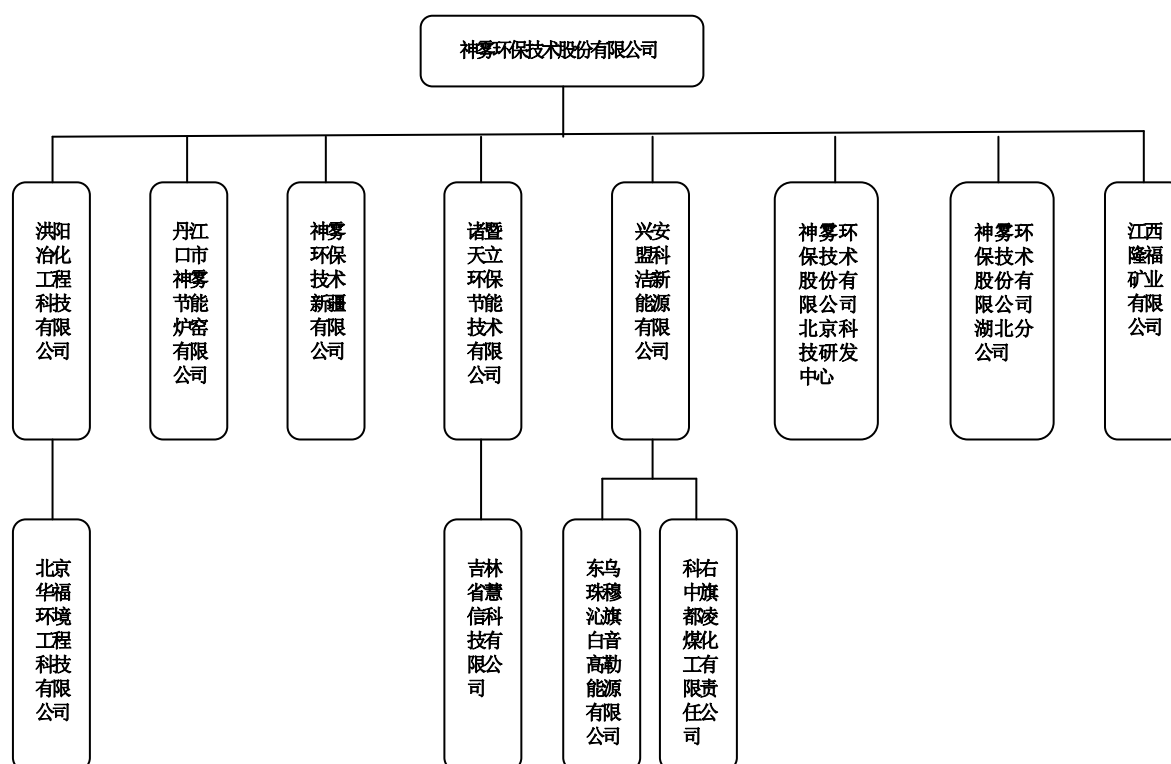 神雾环保技术股份有限公司
洪阳
冶化
工程
科技
有限
公司
丹江
口市
神雾
节能
炉窑
有限
公司
神雾
环保
技术
新疆
有限
公司
诸暨
天立
环保
节能
技术
有限
公司
兴安
盟科
洁新
能源
有限
公司
神雾环
保技术
股份有
限公司
北京科
技研发
中心
神雾环
保技术
股份有
限公司
湖北分
公司
江西
隆福
矿业
有限
公司
北京
华福
环境
工程
科技
有限
公司
吉林
省慧
信科
技有
限公
司
东乌
珠穆
沁旗
白音
高勒
能源
有限
公司
科右
中旗
都凌
煤化
工有
限责
任公
司